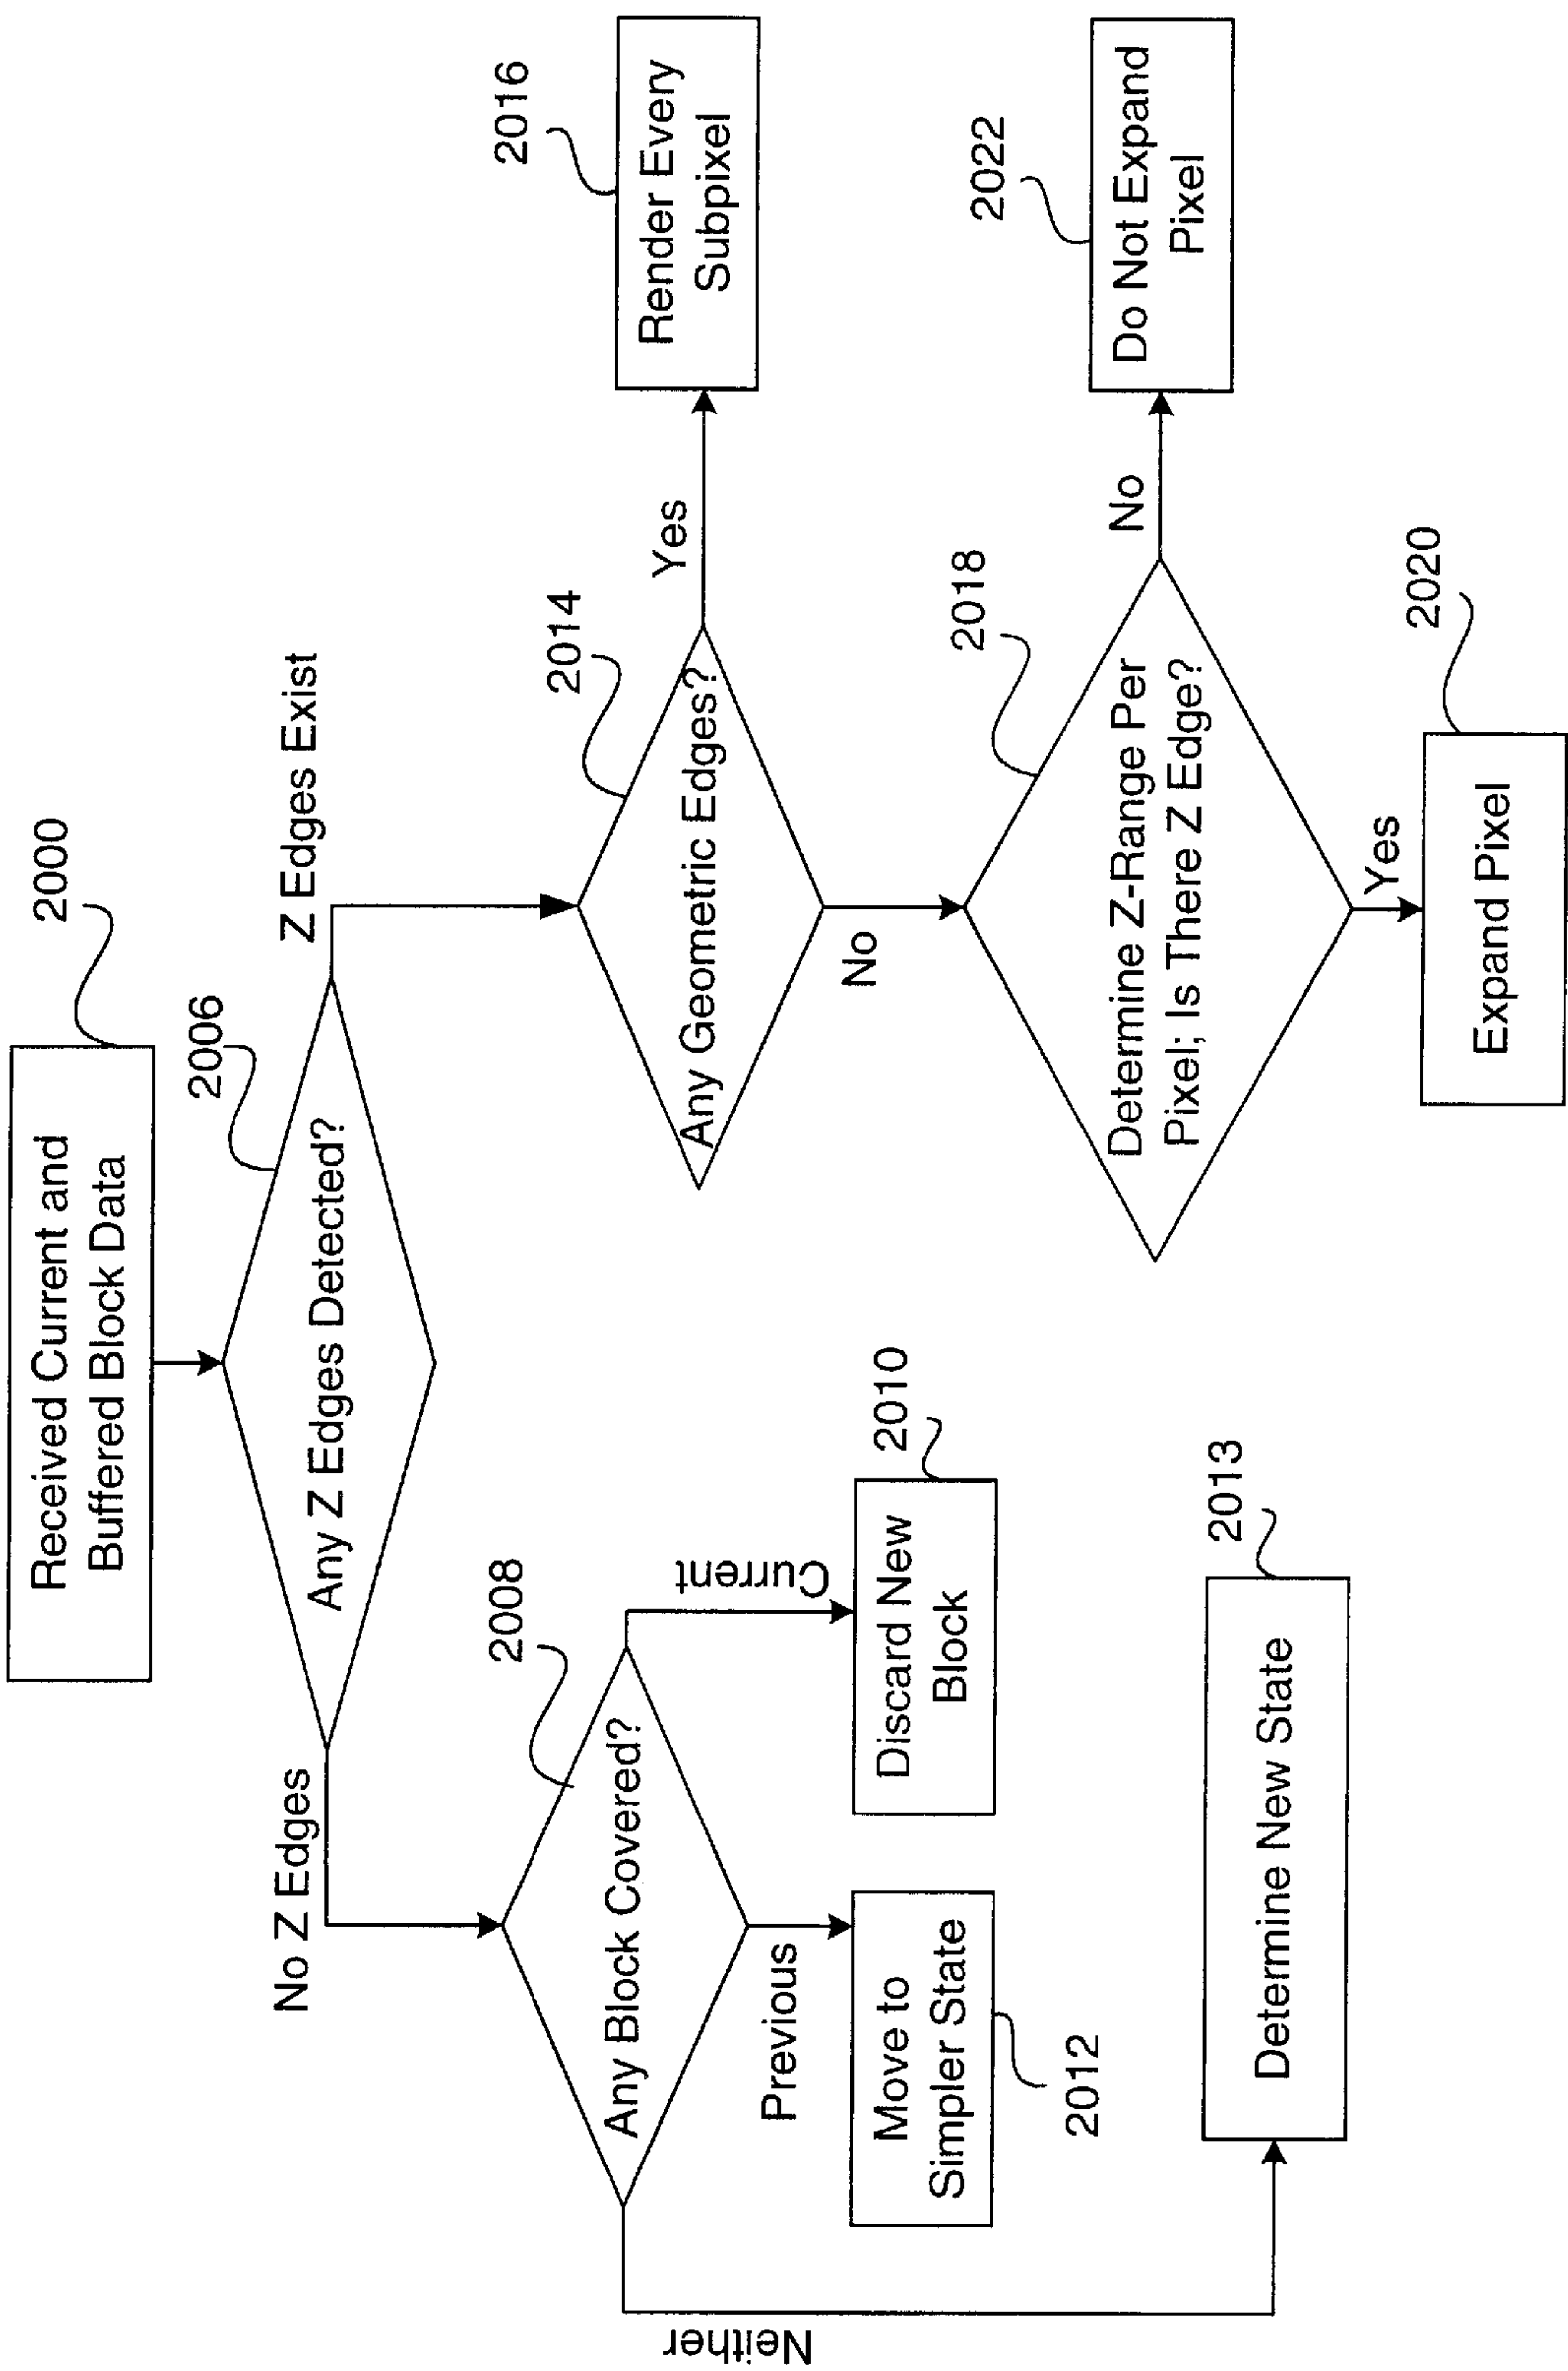 Received Current and
Buffered Block Data
2000
2006
Any Z Edges Detected?
No Z Edges
Z Edges Exist
2008
Any Block Covered?
Neither
Previous
Current
Move to
Simpler State
2012
Discard New
Block
2010
Determine New State
2013
2014
Any Geometric Edges?
Yes
Render Every
Subpixel
2016
No
2018
Determine Z-Range Per
Pixel; Is There Z Edge?
No
Do Not Expand
Pixel
2022
Yes
Expand Pixel
2020